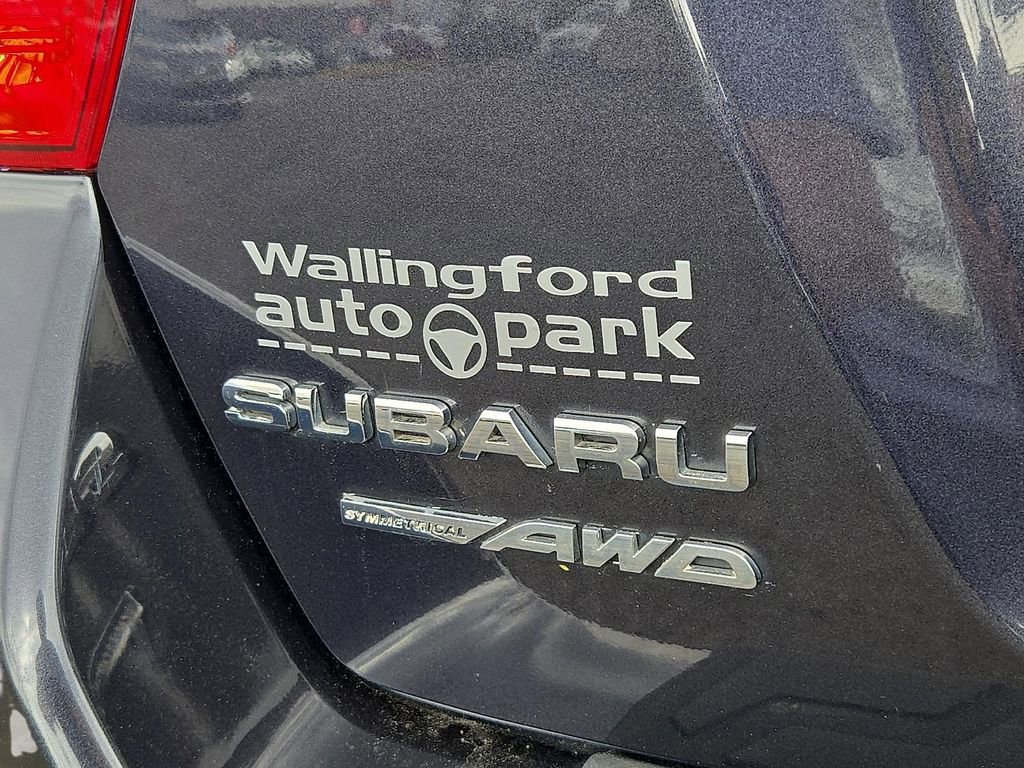 Wallingford
auto park
SUBARU
SYMMETRICAL AWD